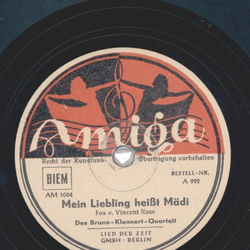 Amiga
Recht der Rundfunk-Übertragung vorbehalten
BIEM
BESTELL-NR.
A 992
AM 1084
Mein Liebling heißt Mädi
Fox v. Vincent Rose
Das Bruno-Klennert-Quartett
LIED DER ZEIT
GMBH - BERLIN